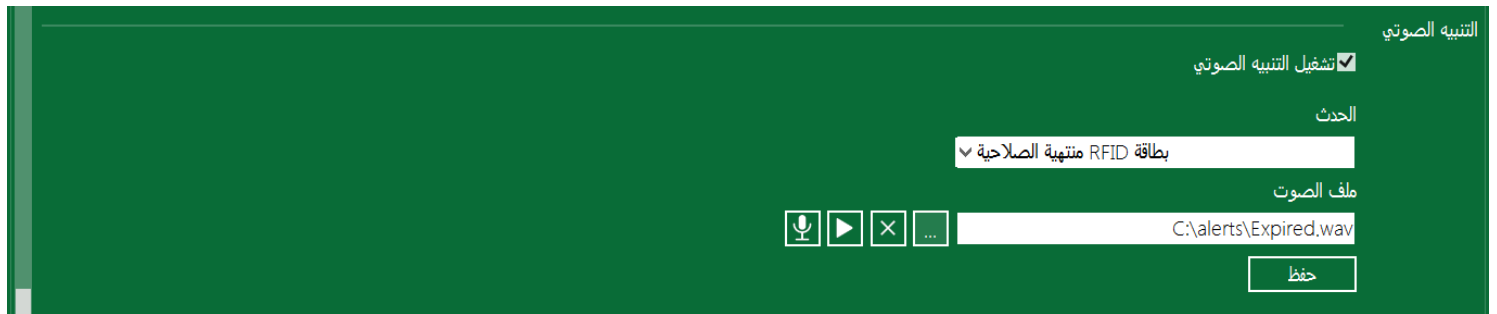 التنبيه الصوتي
تشغيل التنبيه الصوتي
الحدث
بطاقة RFID منتهية الصلاحية
ملف الصوت
C:\alerts\Expired.wav
...
حفظ